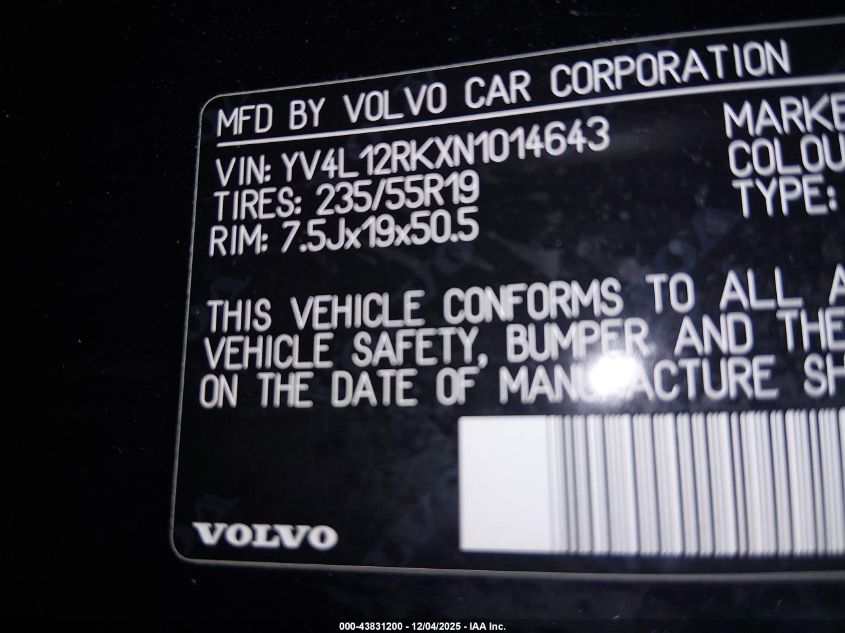 MFD BY VOLVO CAR CORPORATION
VIN: YV4L12RKXN1014643
TIRES: 235/55R19
RIM: 7.5Jx19x50.5
MARKE
COLOU
TYPE:
THIS VEHICLE CONFORMS TO ALL A
VEHICLE SAFETY, BUMPER AND THE
ON THE DATE OF MANUFACTURE SH
VOLVO
000-43831200 - 12/04/2025 - IAA Inc.